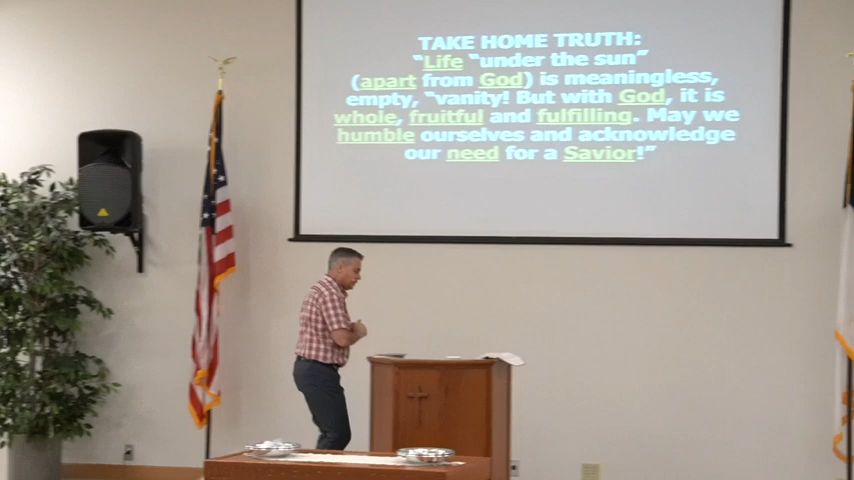 TAKE HOME TRUTH:
“Life “under the sun”
(apart from God) is meaningless,
empty, “vanity! But with God, it is
whole, fruitful and fulfilling. May we
humble ourselves and acknowledge
our need for a Savior!”